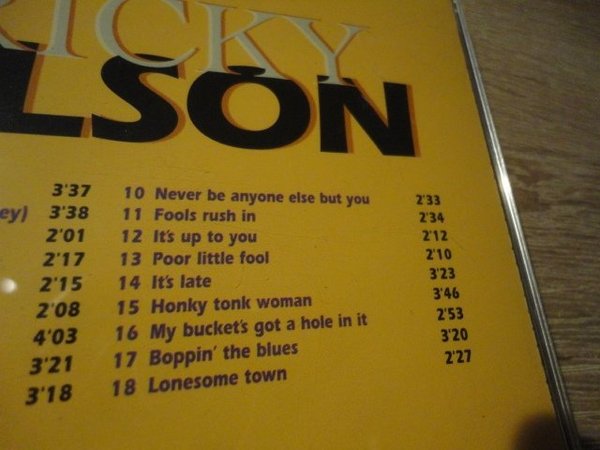 RICKY
LSON
3'37 10 Never be anyone else but you 2'33
ey) 3'38 11 Fools rush in 2'34
2'01 12 It's up to you 2'12
2'17 13 Poor little fool 2'10
2'15 14 It's late 3'23
2'08 15 Honky tonk woman 3'46
4'03 16 My bucket's got a hole in it 2'53
3'21 17 Boppin' the blues 3'20
3'18 18 Lonesome town 2'27